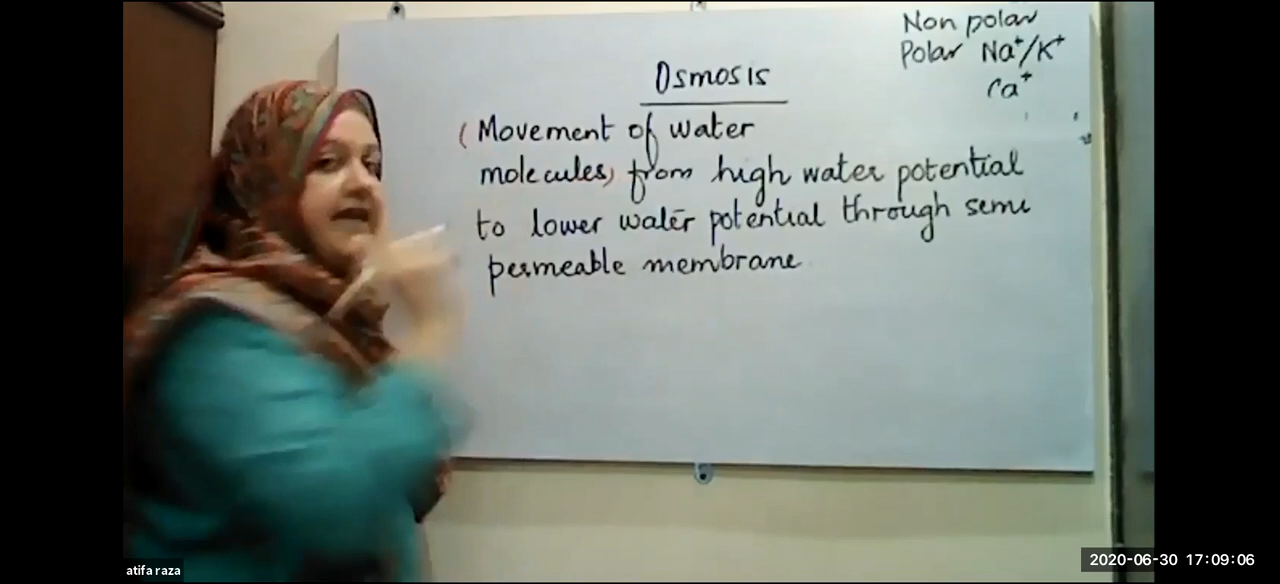 Non polar
Polar Na⁺/K⁺
Ca⁺
Osmosis
(Movement of water
molecules) from high water potential
to lower water potential through semi
permeable membrane
atifa raza
2020-06-30 17:09:06